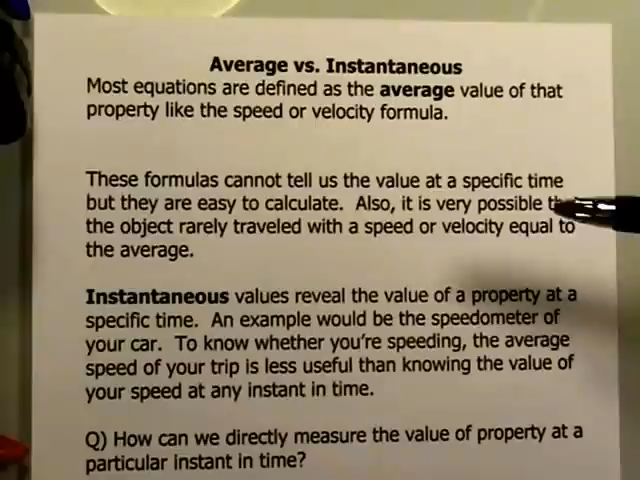 Average vs. Instantaneous
Most equations are defined as the average value of that
property like the speed or velocity formula.
These formulas cannot tell us the value at a specific time
but they are easy to calculate.  Also, it is very possible
the object rarely traveled with a speed or velocity equal to
the average.
Instantaneous values reveal the value of a property at a
specific time.  An example would be the speedometer of
your car.  To know whether you're speeding, the average
speed of your trip is less useful than knowing the value of
your speed at any instant in time.
Q) How can we directly measure the value of property at a
particular instant in time?